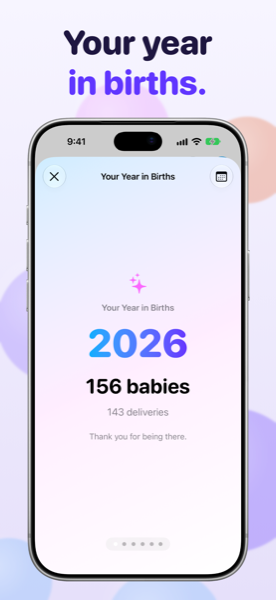 Your year
in births.
9:41
Your Year in Births
Your Year in Births
2026
156 babies
143 deliveries
Thank you for being there.